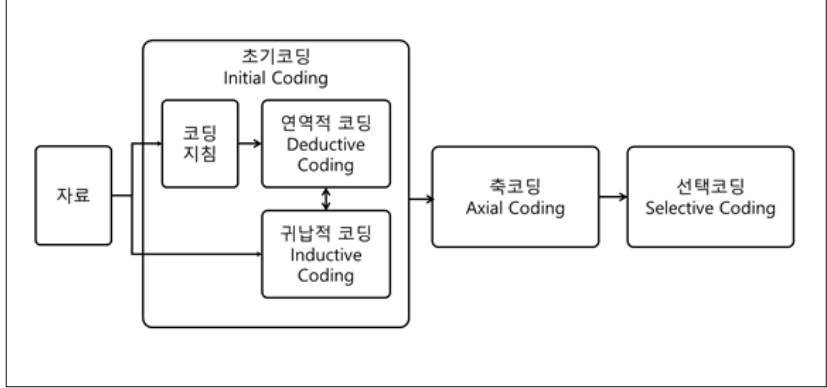 초기코딩
Initial Coding
코딩
지침
연역적 코딩
Deductive
Coding
자료
귀납적 코딩
Inductive
Coding
축코딩
Axial Coding
선택코딩
Selective Coding